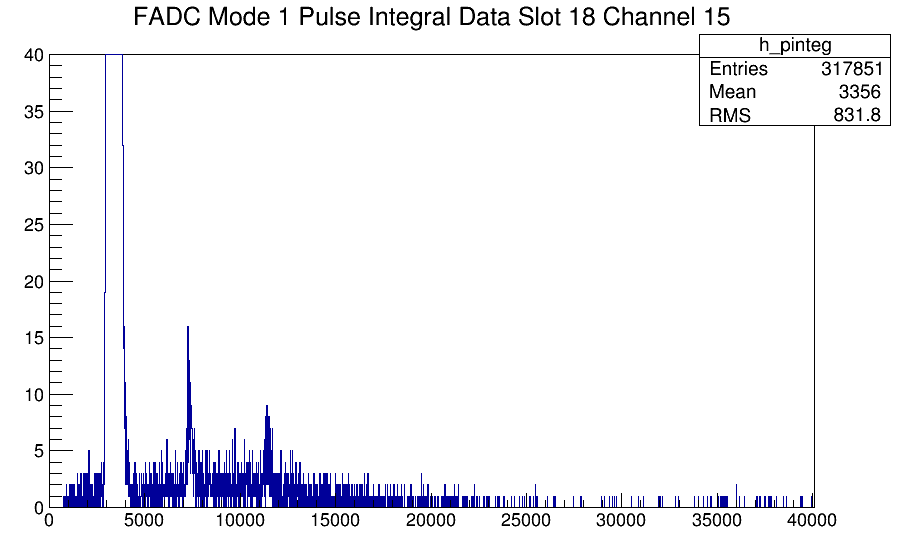 FADC Mode 1 Pulse Integral Data Slot 18 Channel 15
h_pinteg
Entries 317851
Mean 3356
RMS 831.8
40
35
30
25
20
15
10
5
0
0 5000 10000 15000 20000 25000 30000 35000 40000